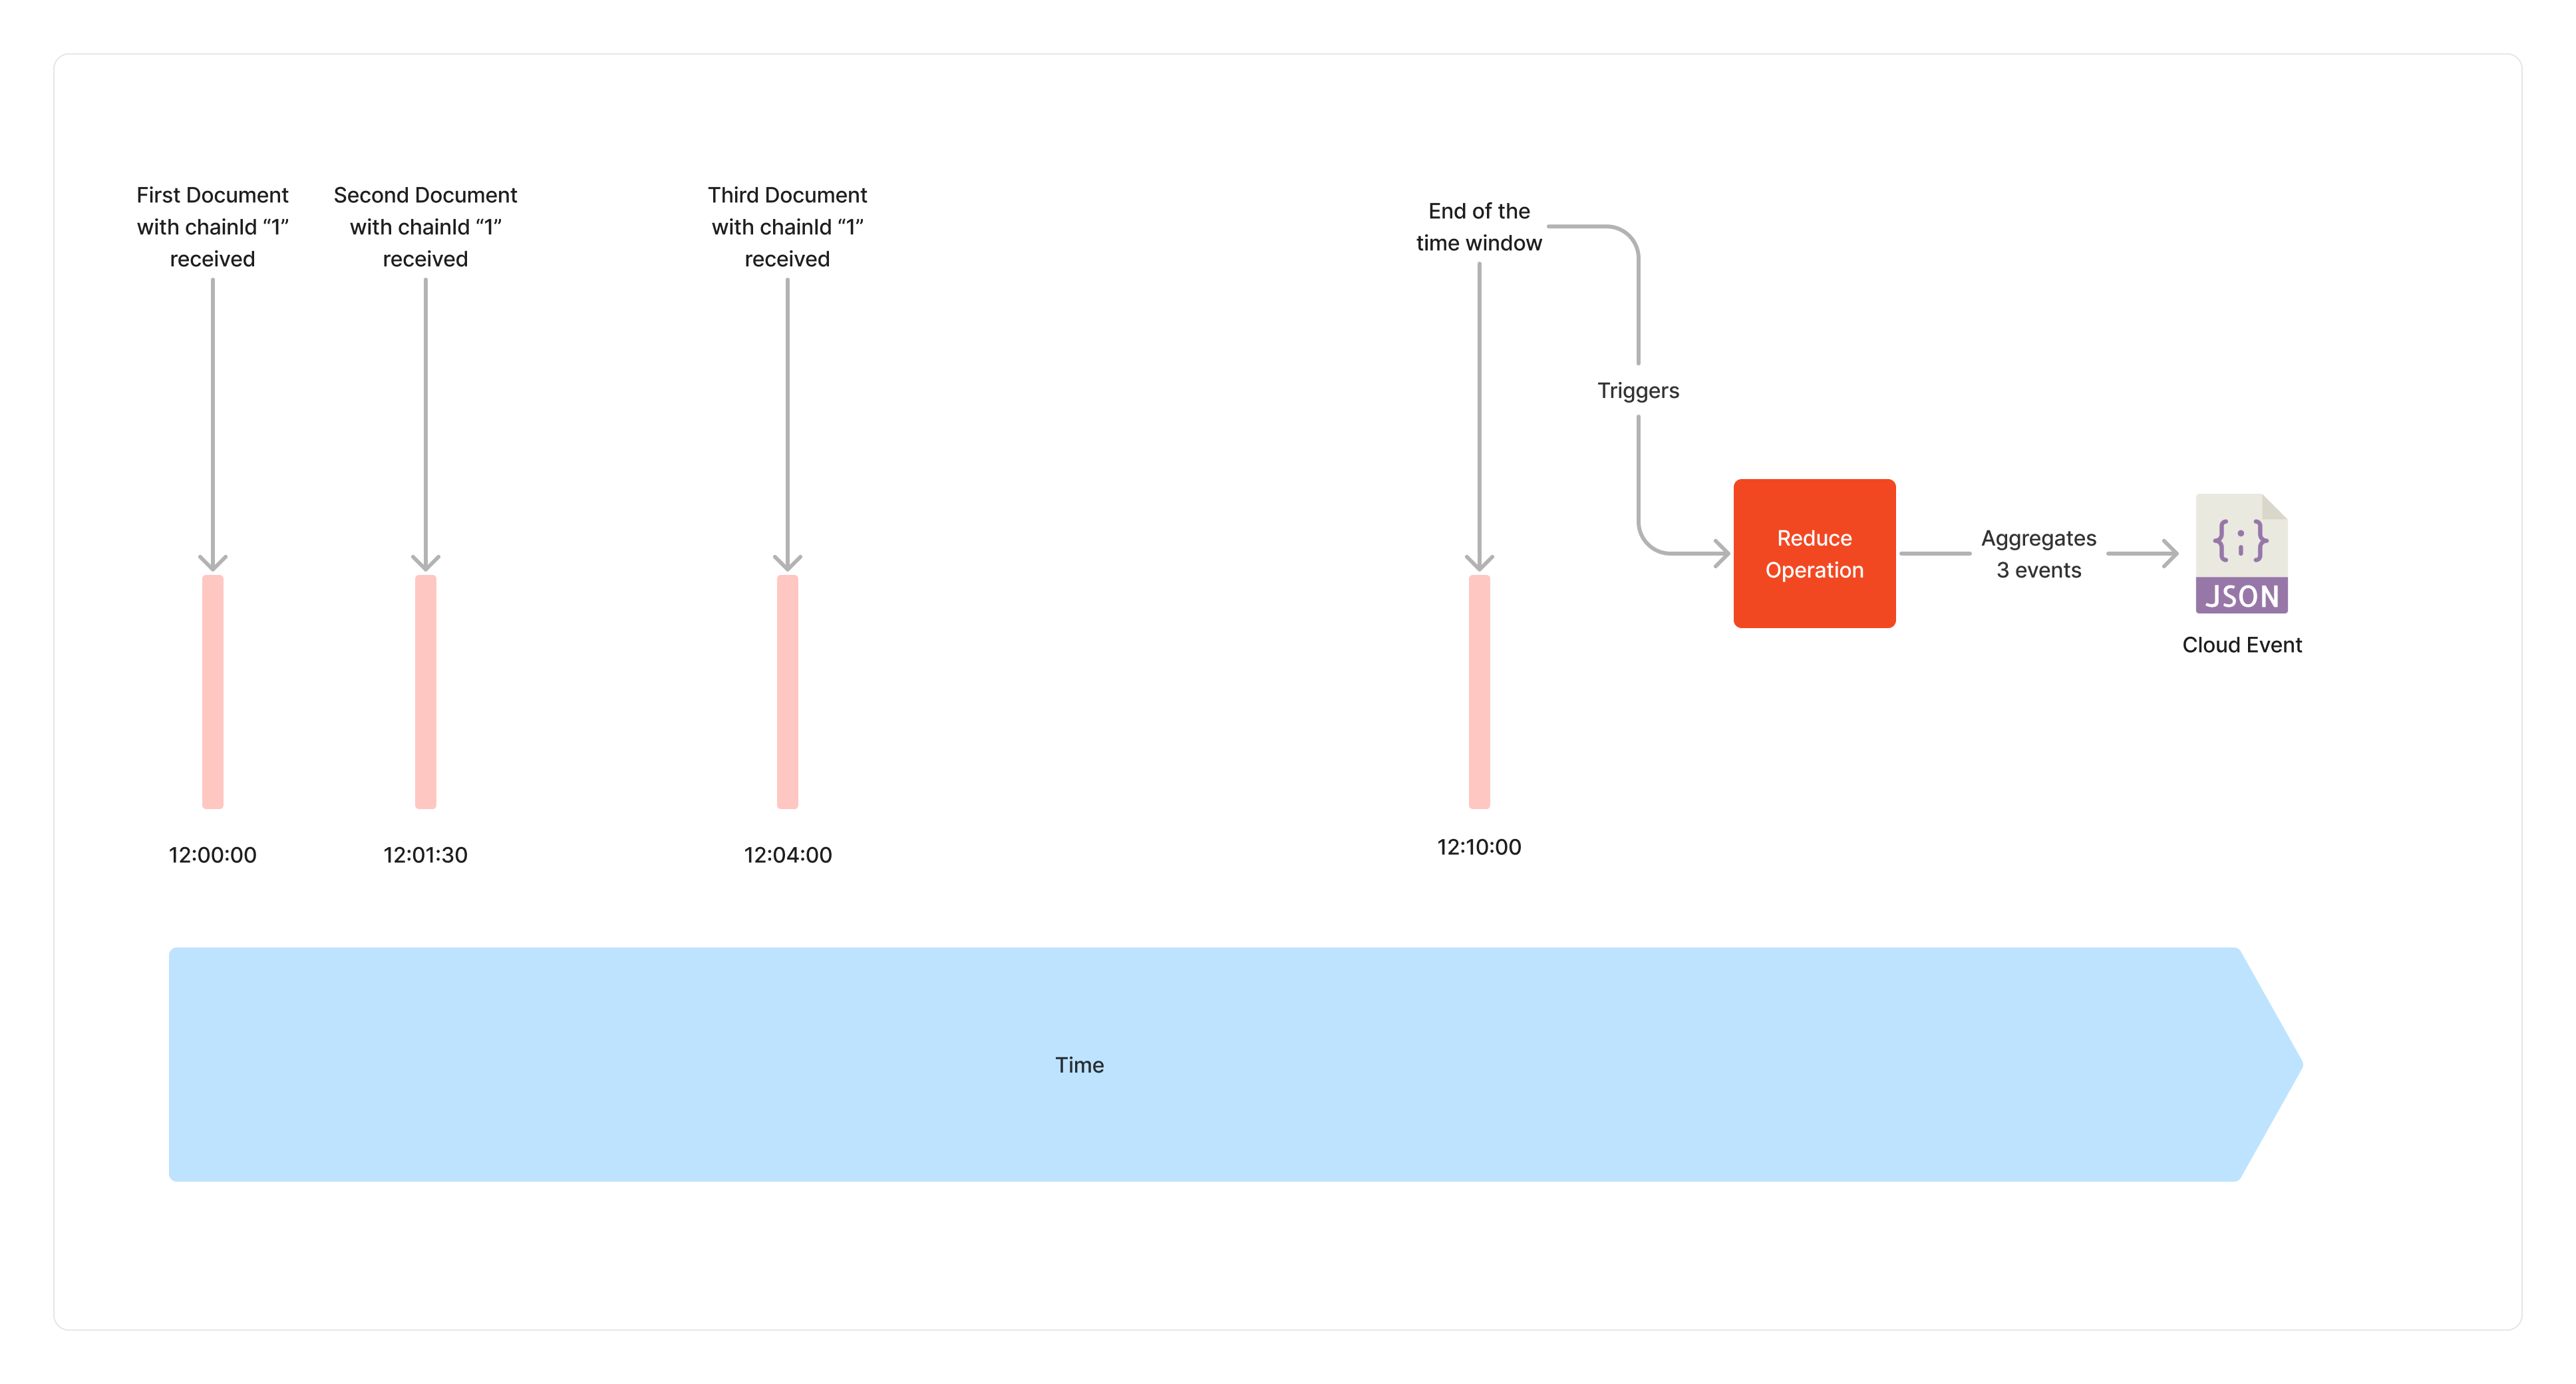 First Document
with chainId “1”
received
Second Document
with chainId “1”
received
Third Document
with chainId “1”
received
End of the
time window
Triggers
Reduce
Operation
Aggregates
3 events
{;}
JSON
Cloud Event
12:00:00
12:01:30
12:04:00
12:10:00
Time